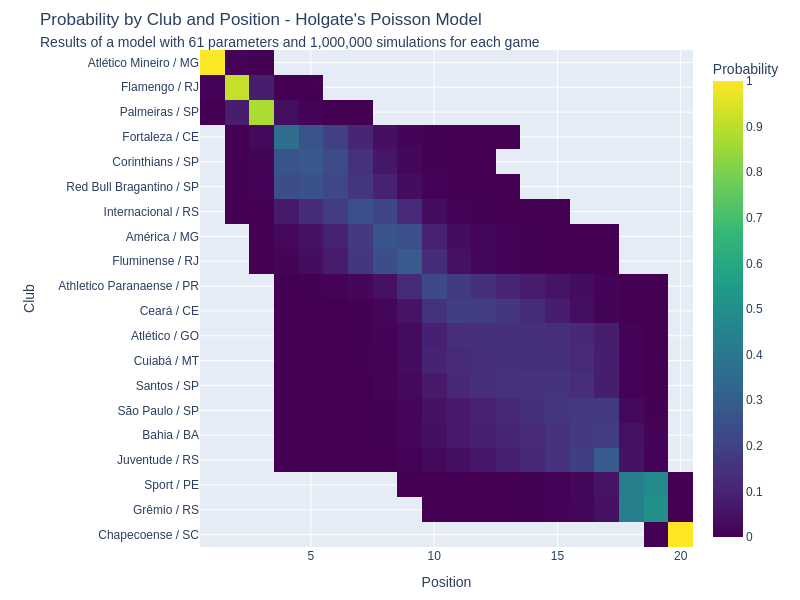 Probability by Club and Position - Holgate's Poisson Model
Results of a model with 61 parameters and 1,000,000 simulations for each game
Probability
Atlético Mineiro / MG
Flamengo / RJ
Palmeiras / SP
Fortaleza / CE
Corinthians / SP
Red Bull Bragantino / SP
Internacional / RS
América / MG
Fluminense / RJ
Athletico Paranaense / PR
Ceará / CE
Atlético / GO
Cuiabá / MT
Santos / SP
São Paulo / SP
Bahia / BA
Juventude / RS
Sport / PE
Grêmio / RS
Chapecoense / SC
Club
5
10
15
20
Position
1
0.9
0.8
0.7
0.6
0.5
0.4
0.3
0.2
0.1
0